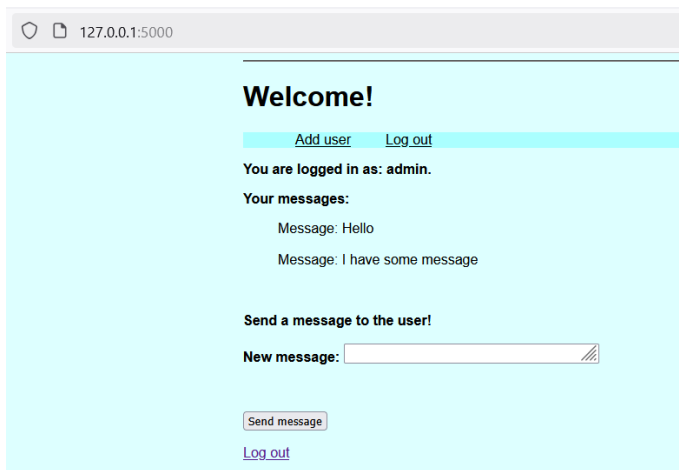 127.0.0.1:5000
Welcome!
Add user Log out
You are logged in as: admin.
Your messages:
Message: Hello
Message: I have some message
Send a message to the user!
New message:
Send message
Log out